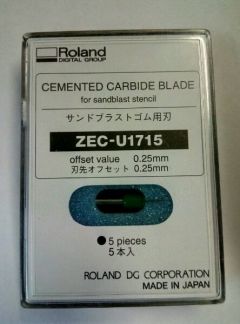 Roland
DIGITAL GROUP
CEMENTED CARBIDE BLADE
for sandblast stencil
サンドブラストゴム用刃
ZEC-U1715
offset value 0.25mm
刃先オフセット 0.25mm
● 5 pieces
5本入
ROLAND DG CORPORATION
MADE IN JAPAN